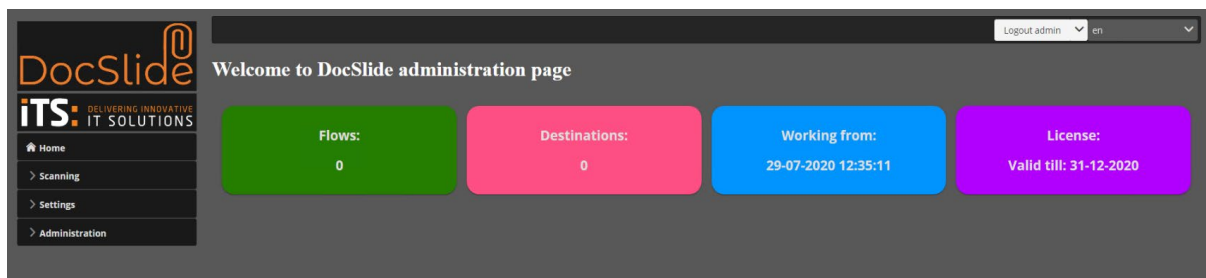 DocSlide
iTS: DELIVERING INNOVATIVE
IT SOLUTIONS
Home
Scanning
Settings
Administration
Logout admin
en
Welcome to DocSlide administration page
Flows:
0
Destinations:
0
Working from:
29-07-2020 12:35:11
License:
Valid till: 31-12-2020